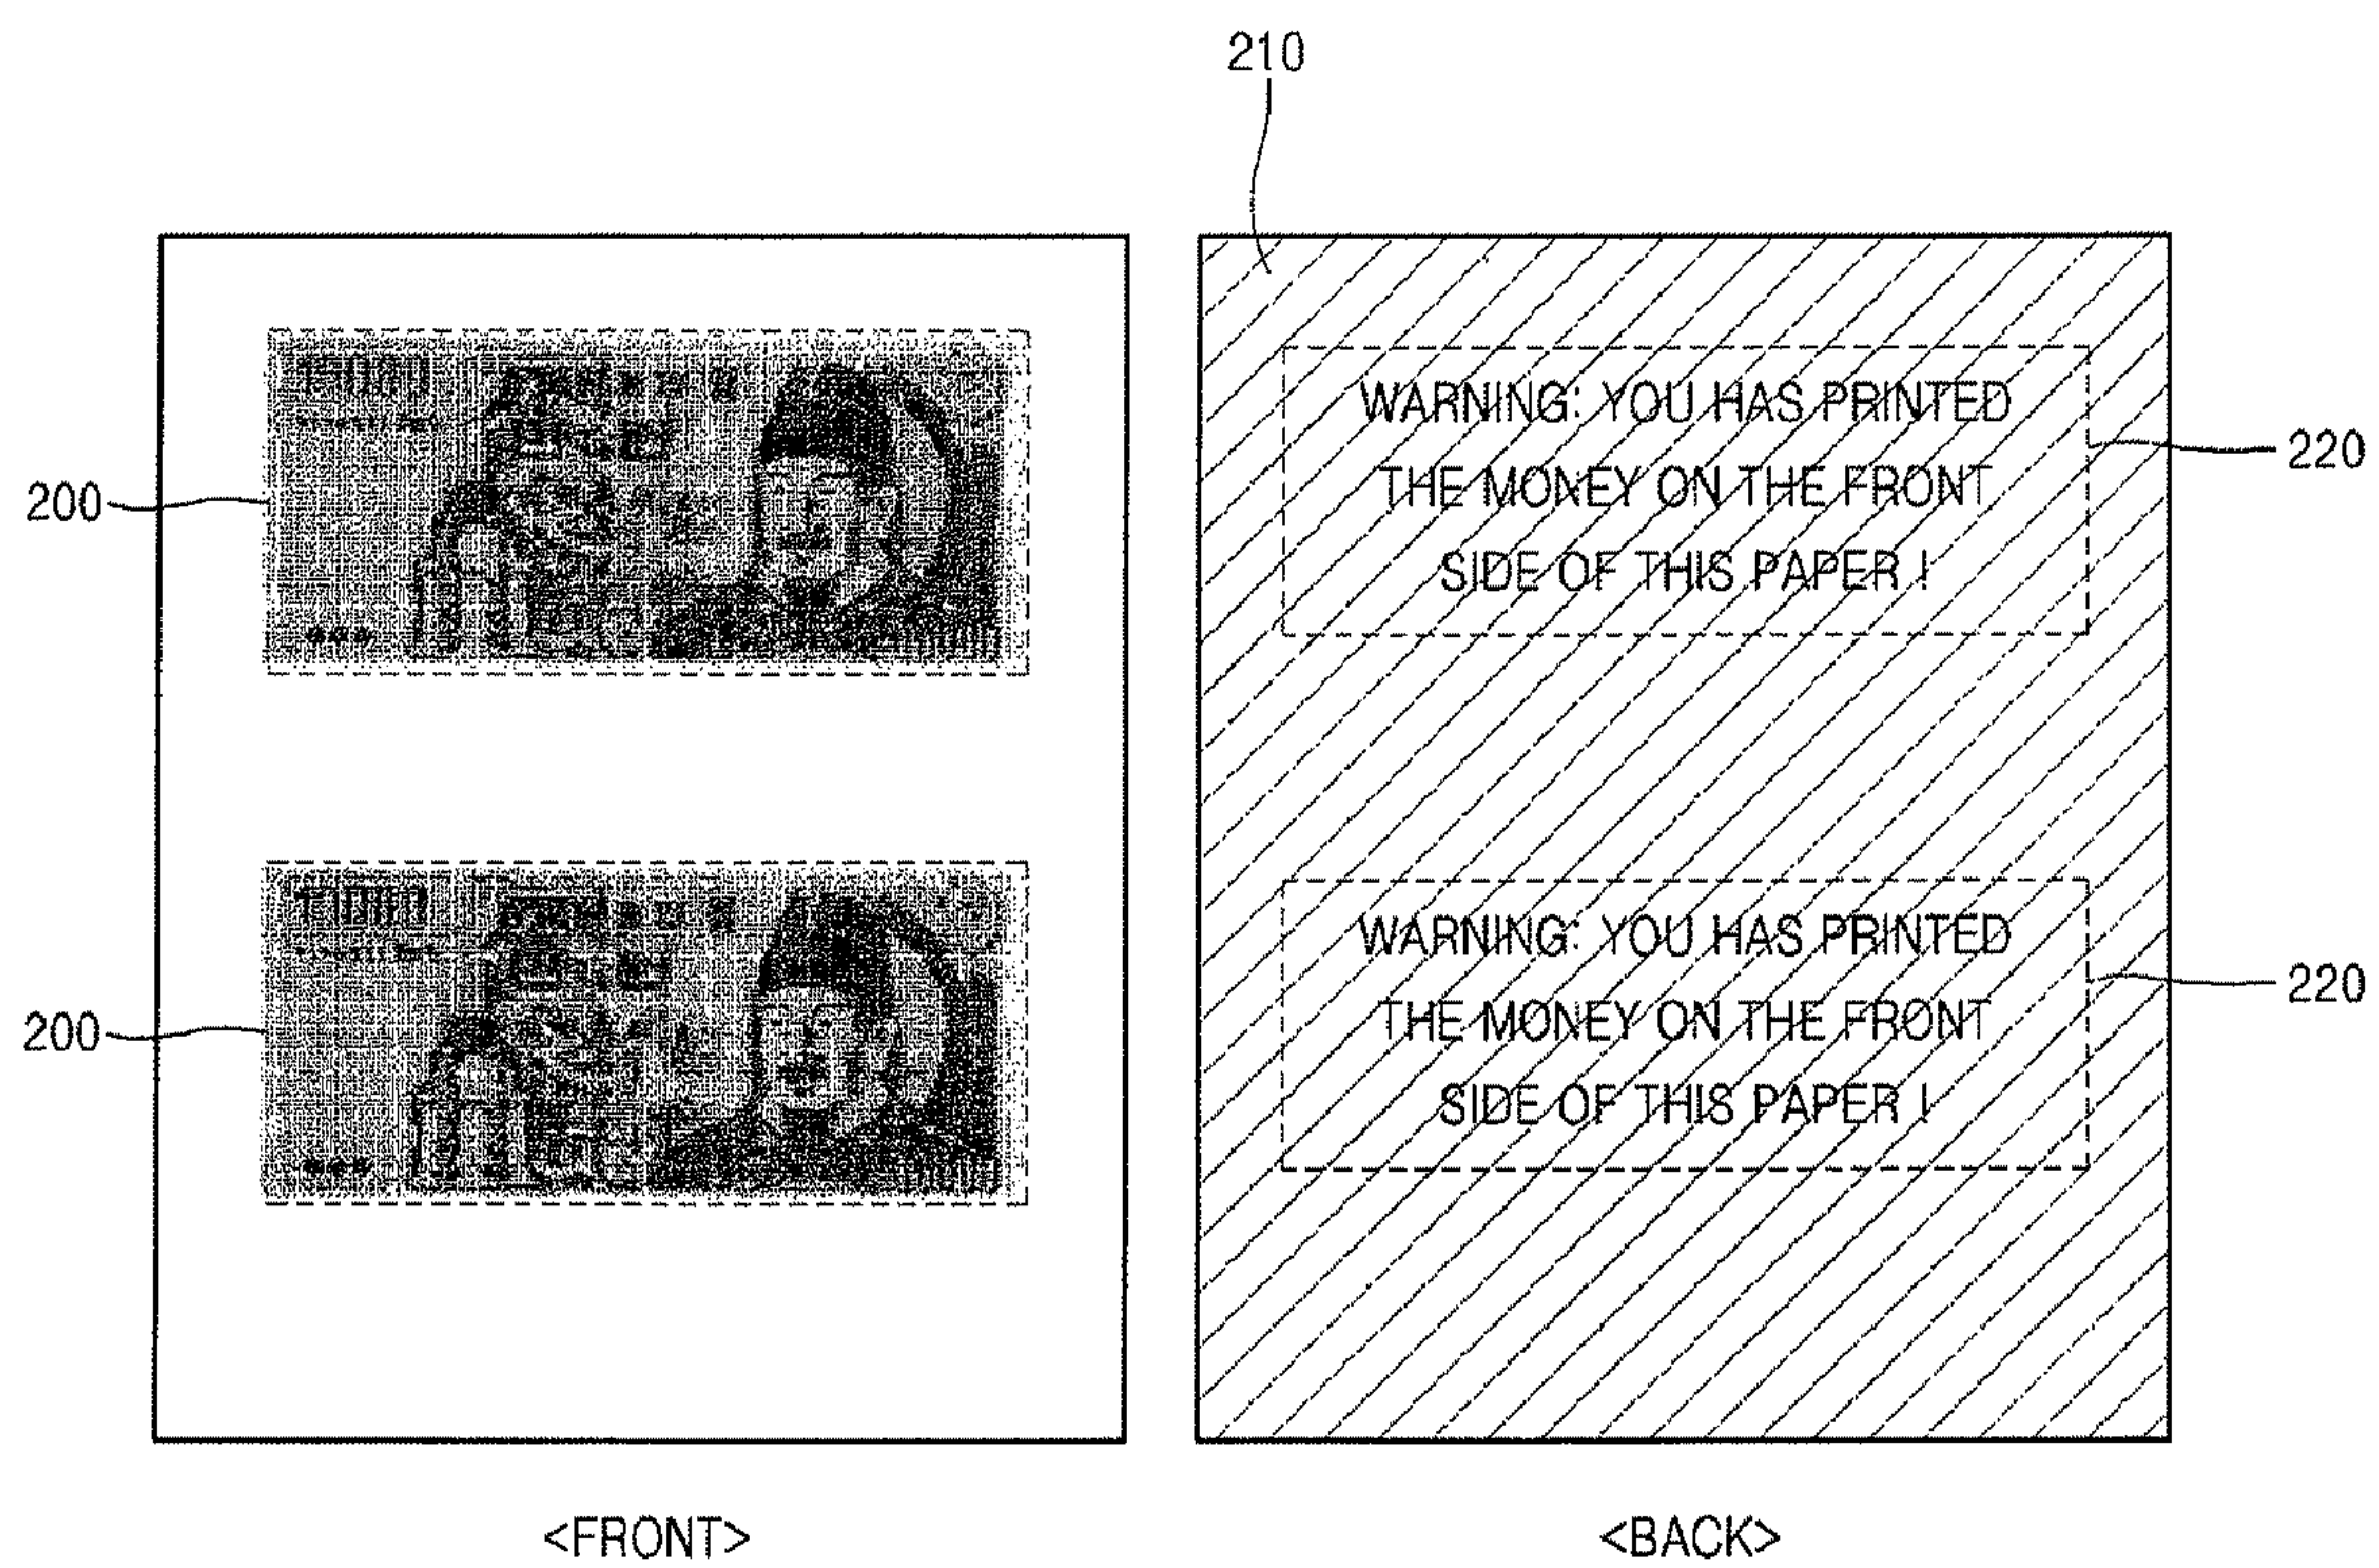 210
WARNING: YOU HAS PRINTED
THE MONEY ON THE FRONT
SIDE OF THIS PAPER !
220
200
WARNING: YOU HAS PRINTED
THE MONEY ON THE FRONT
SIDE OF THIS PAPER !
220
200
<FRONT>
<BACK>